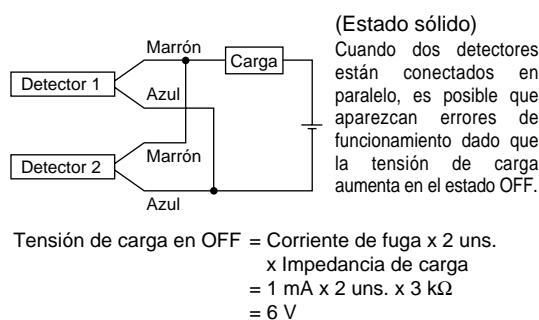 Marrón
Carga
Detector 1
Azul
Detector 2
Marrón
Azul
(Estado sólido)
Cuando dos detectores
están conectados en
paralelo, es posible que
aparezcan errores de
funcionamiento dado que
la tensión de carga
aumenta en el estado OFF.
Tensión de carga en OFF = Corriente de fuga x 2 uns.
x Impedancia de carga
= 1 mA x 2 uns. x 3 kΩ
= 6 V